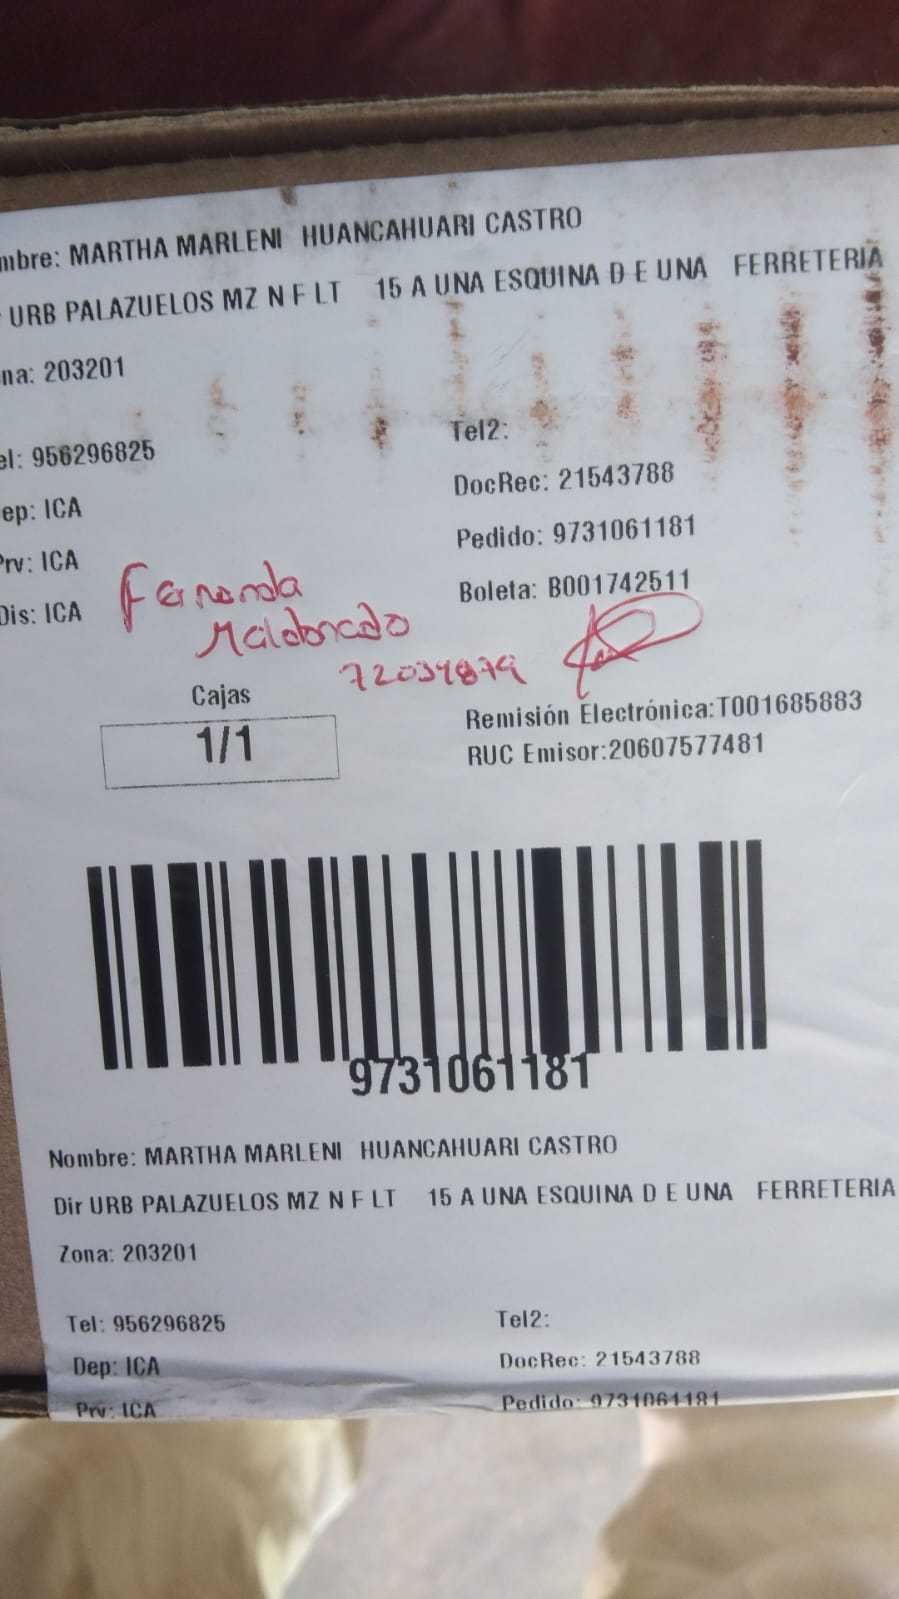 mbre: MARTHA MARLENI HUANCAHUARI CASTRO
URB PALAZUELOS MZ N F LT 15 A UNA ESQUINA D E UNA FERRETERIA
na: 203201
el: 956296825
Tel2:
ep: ICA
DocRec: 21543788
Prv: ICA
Pedido: 9731061181
Dis: ICA
Boleta: B001742511
Fernanda
Maldonado
72034879
Cajas
1/1
Remisión Electrónica:T001685883
RUC Emisor:20607577481
9731061181
Nombre: MARTHA MARLENI HUANCAHUARI CASTRO
Dir URB PALAZUELOS MZ N F LT 15 A UNA ESQUINA D E UNA FERRETERIA
Zona: 203201
Tel: 956296825
Tel2:
Dep: ICA
DocRec: 21543788
Prv: ICA
Pedido: 9731061181